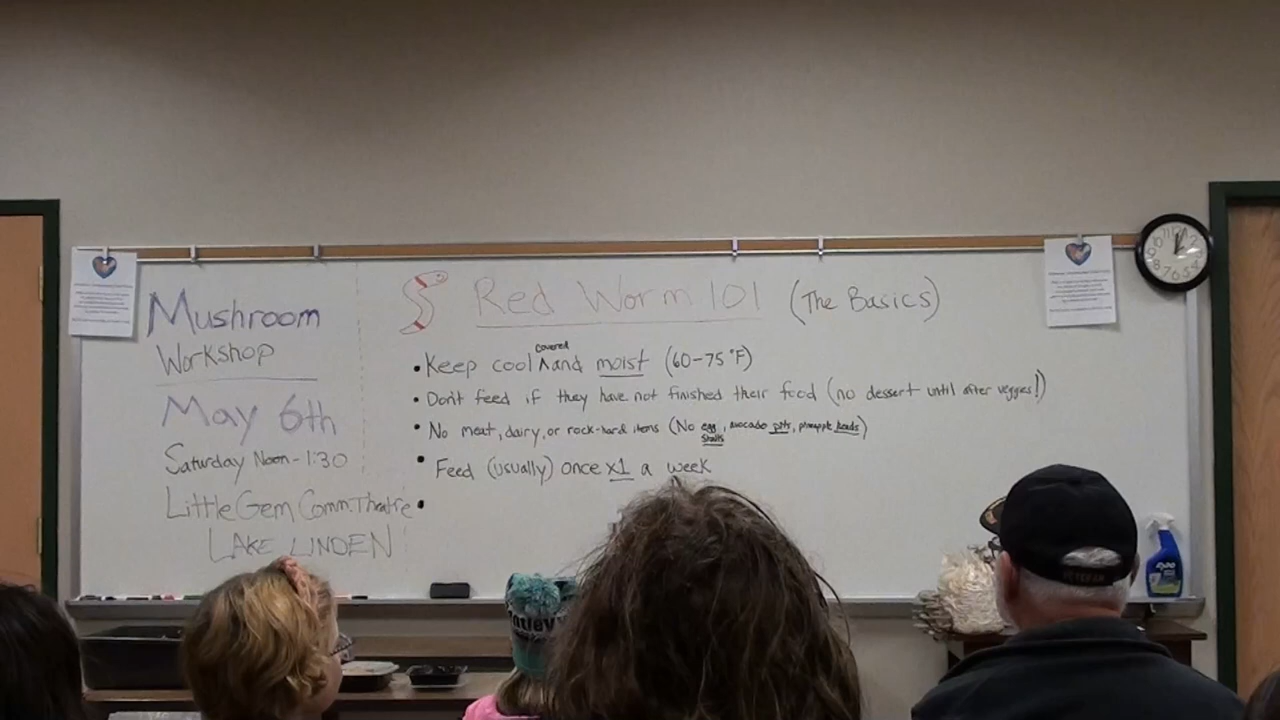 Mushroom
Workshop
May 6th
Saturday Noon-1:30
Little Gem Comm. Theatre
LAKE LINDEN
Red Worm 101 (The Basics)
• Keep cool ^covered and moist (60-75°F)
• Don't feed if they have not finished their food (no dessert until after veggies!)
• No meat, dairy, or rock-hard items (No egg shells, avocado pits, pineapple heads)
• Feed (usually) once x1 a week
•
VETERAN